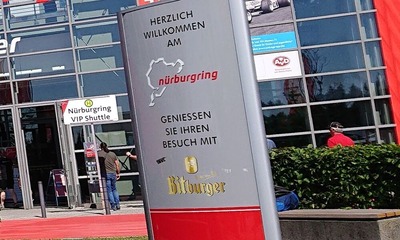 HERZLICH
WILLKOMMEN
AM
nürburgring
GENIESSEN
SIE IHREN
BESUCH MIT
Bitburger
Nürburgring
VIP Shuttle